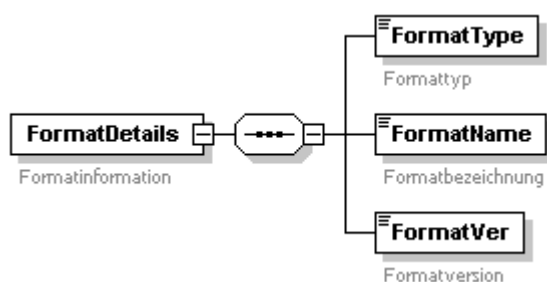 FormatType
Formattyp
FormatDetails
Formatinformation
FormatName
Formatbezeichnung
FormatVer
Formatversion